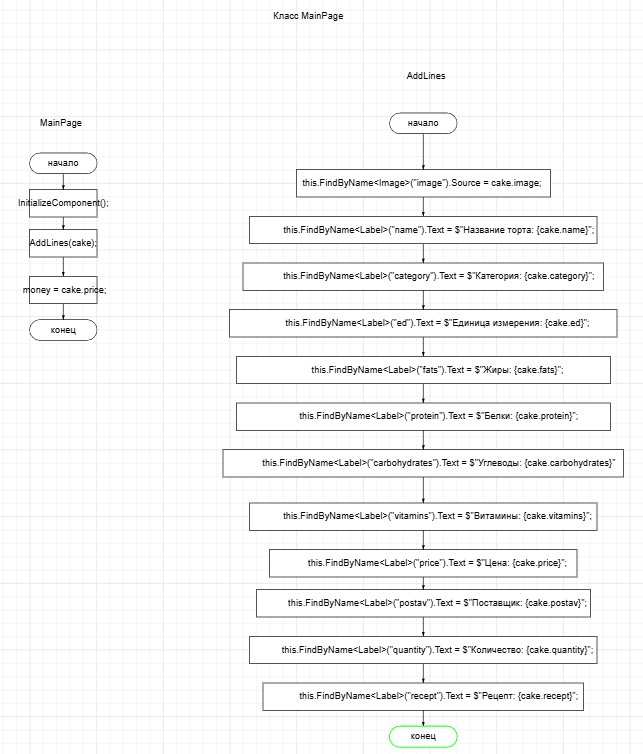 Класс MainPage
MainPage
начало
InitializeComponent();
AddLines(cake);
money = cake.price;
конец
AddLines
начало
this.FindByName<Image>("image").Source = cake.image;
this.FindByName<Label>("name").Text = $"Название торта: {cake.name}";
this.FindByName<Label>("category").Text = $"Категория: {cake.category}";
this.FindByName<Label>("ed").Text = $"Единица измерения: {cake.ed}";
this.FindByName<Label>("fats").Text = $"Жиры: {cake.fats}";
this.FindByName<Label>("protein").Text = $"Белки: {cake.protein}";
this.FindByName<Label>("carbohydrates").Text = $"Углеводы: {cake.carbohydrates}"
this.FindByName<Label>("vitamins").Text = $"Витамины: {cake.vitamins}";
this.FindByName<Label>("price").Text = $"Цена: {cake.price}";
this.FindByName<Label>("postav").Text = $"Поставщик: {cake.postav}";
this.FindByName<Label>("quantity").Text = $"Количество: {cake.quantity}";
this.FindByName<Label>("recept").Text = $"Рецепт: {cake.recept}";
конец